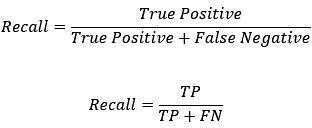 Recall = True Positive / True Positive + False Negative
Recall = TP / TP + FN